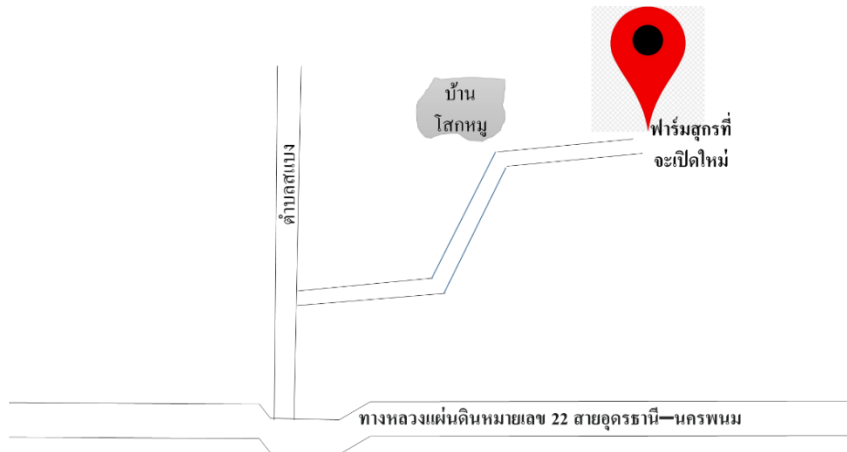 บ้าน
โสกหมู
ฟาร์มสุกรที่
จะเปิดใหม่
ตำบลสแบง
ทางหลวงแผ่นดินหมายเลข 22 สายอุดรธานี–นครพนม